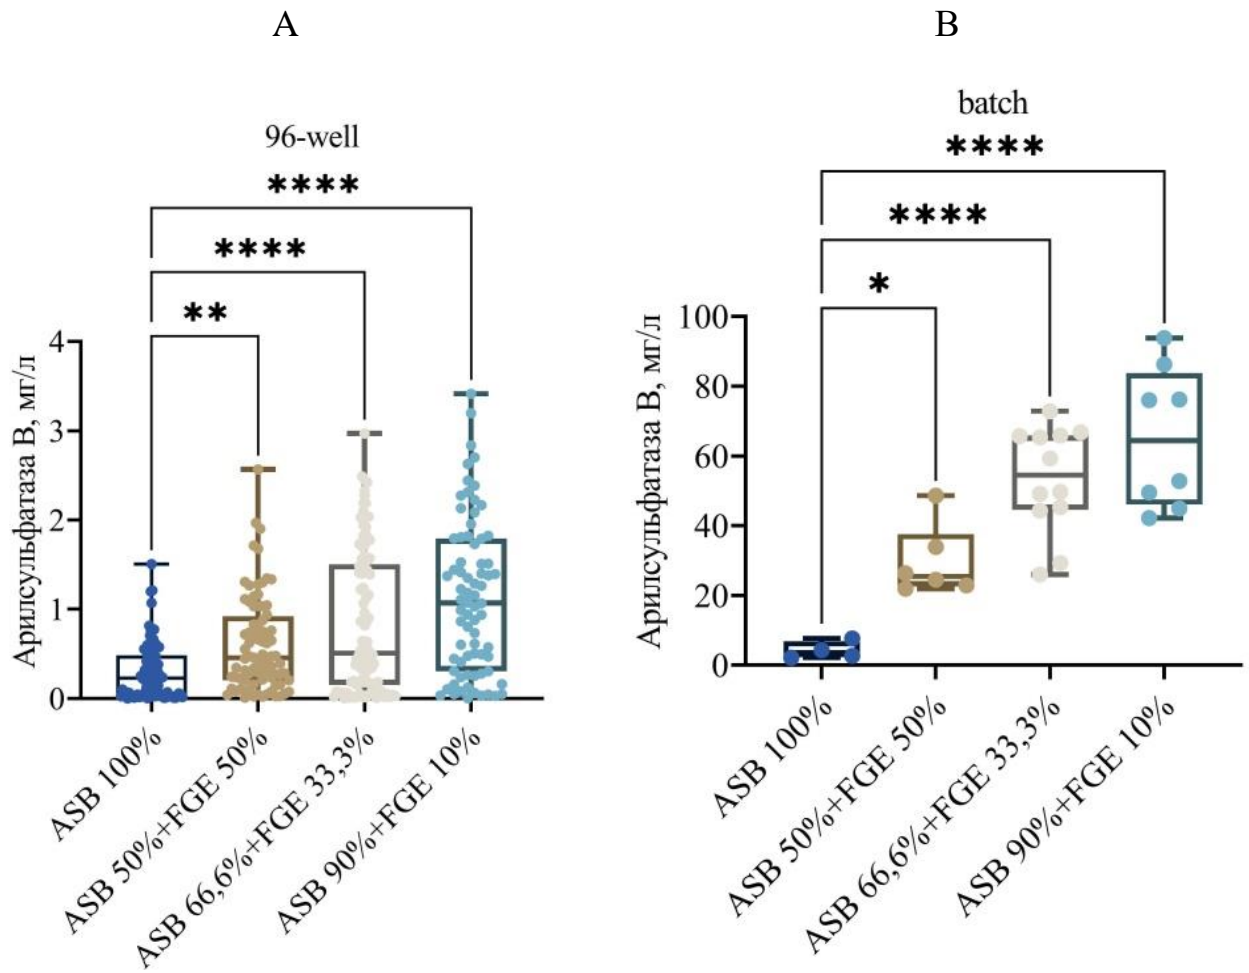 A
96-well
****
****
**
Арилсульфатаза В, мг/л
4
3
2
1
0
ASB 100%
ASB 50%+FGE 50%
ASB 66,6%+FGE 33,3%
ASB 90%+FGE 10%
B
batch
****
****
*
Арилсульфатаза В, мг/л
100
80
60
40
20
0
ASB 100%
ASB 50%+FGE 50%
ASB 66,6%+FGE 33,3%
ASB 90%+FGE 10%